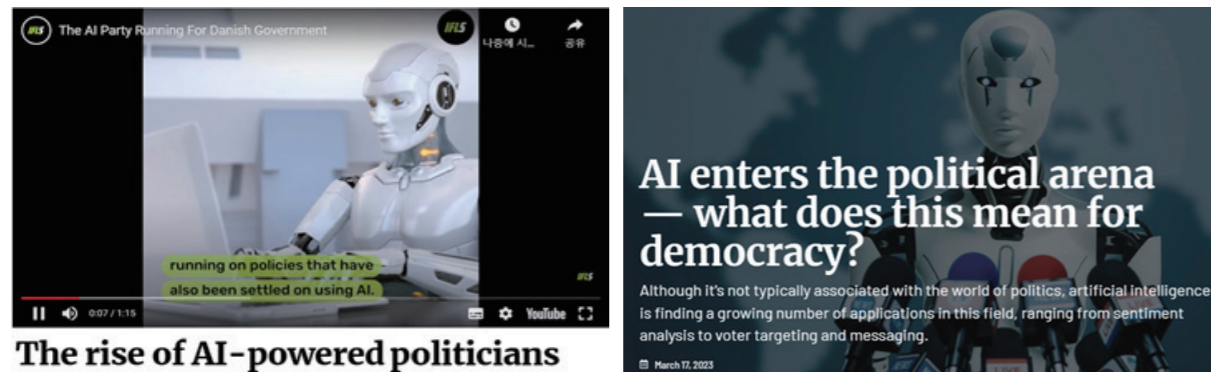 IFLS
The AI Party Running For Danish Government
IFLS
나중에 시...
공유
running on policies that have
also been settled on using AI.
IFLS
0:07 / 1:15
YouTube
The rise of AI-powered politicians
AI enters the political arena
— what does this mean for
democracy?
Although it's not typically associated with the world of politics, artificial intelligence
is finding a growing number of applications in this field, ranging from sentiment
analysis to voter targeting and messaging.
March 17, 2023
LIVE